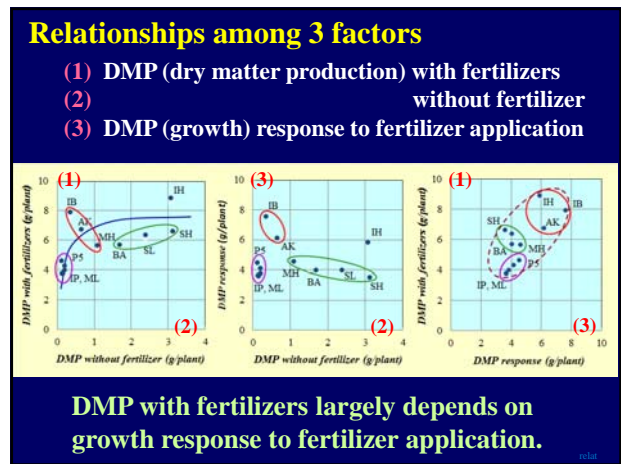 Relationships among 3 factors
(1) DMP (dry matter production) with fertilizers
(2) without fertilizer
(3) DMP (growth) response to fertilizer application
(1)
DMP with fertilizers (g/plant)
10
8
6
4
2
0
IB
AK
MH
IH
SH
SL
BA
P5
IP, ML
(2)
0 1 2 3 4
DMP without fertilizer (g/plant)
(3)
DMP response (g/plant)
10
8
6
4
2
0
IB
AK
IH
MH
BA
SL
SH
P5
IP, ML
(2)
0 1 2 3 4
DMP without fertilizer (g/plant)
(1)
DMP with fertilizers (g/plant)
10
8
6
4
2
0
IH
IB
AK
SH
MH
BA
P5
IP, ML
(3)
0 2 4 6 8 10
DMP response (g/plant)
DMP with fertilizers largely depends on
growth response to fertilizer application.
relat